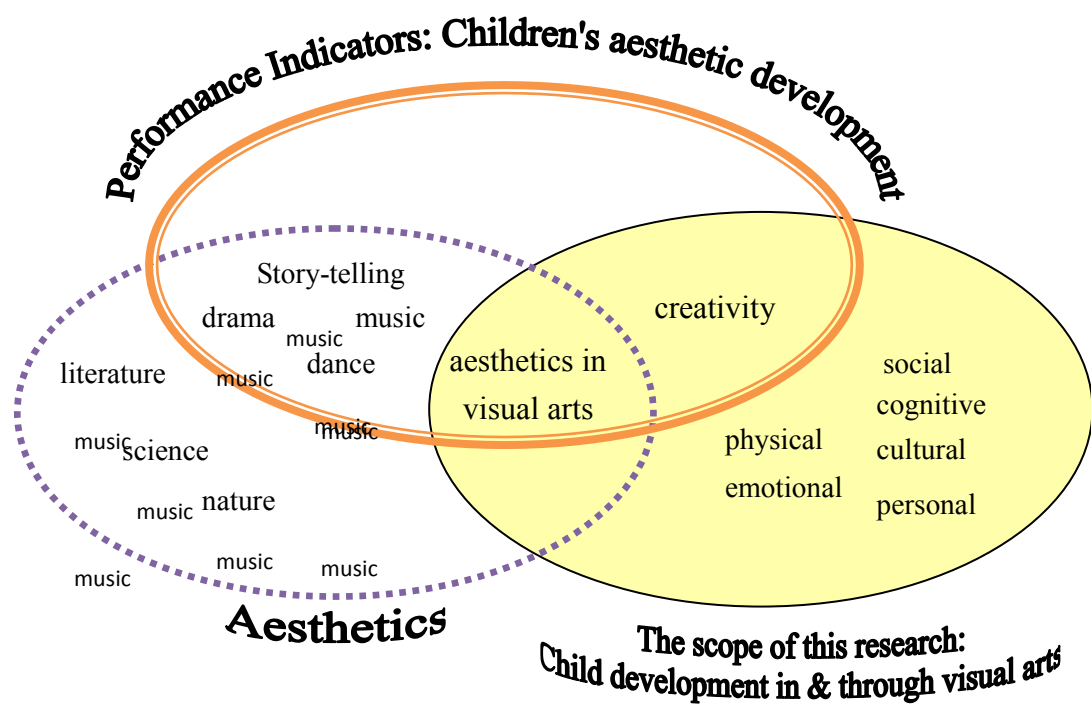 Performance Indicators: Children's aesthetic development
Story-telling
drama
music
music
dance
music
literature
music
music
music
science
music
nature
music
music
music
aesthetics in
visual arts
creativity
social
cognitive
physical
cultural
emotional
personal
Aesthetics
The scope of this research:
Child development in & through visual arts